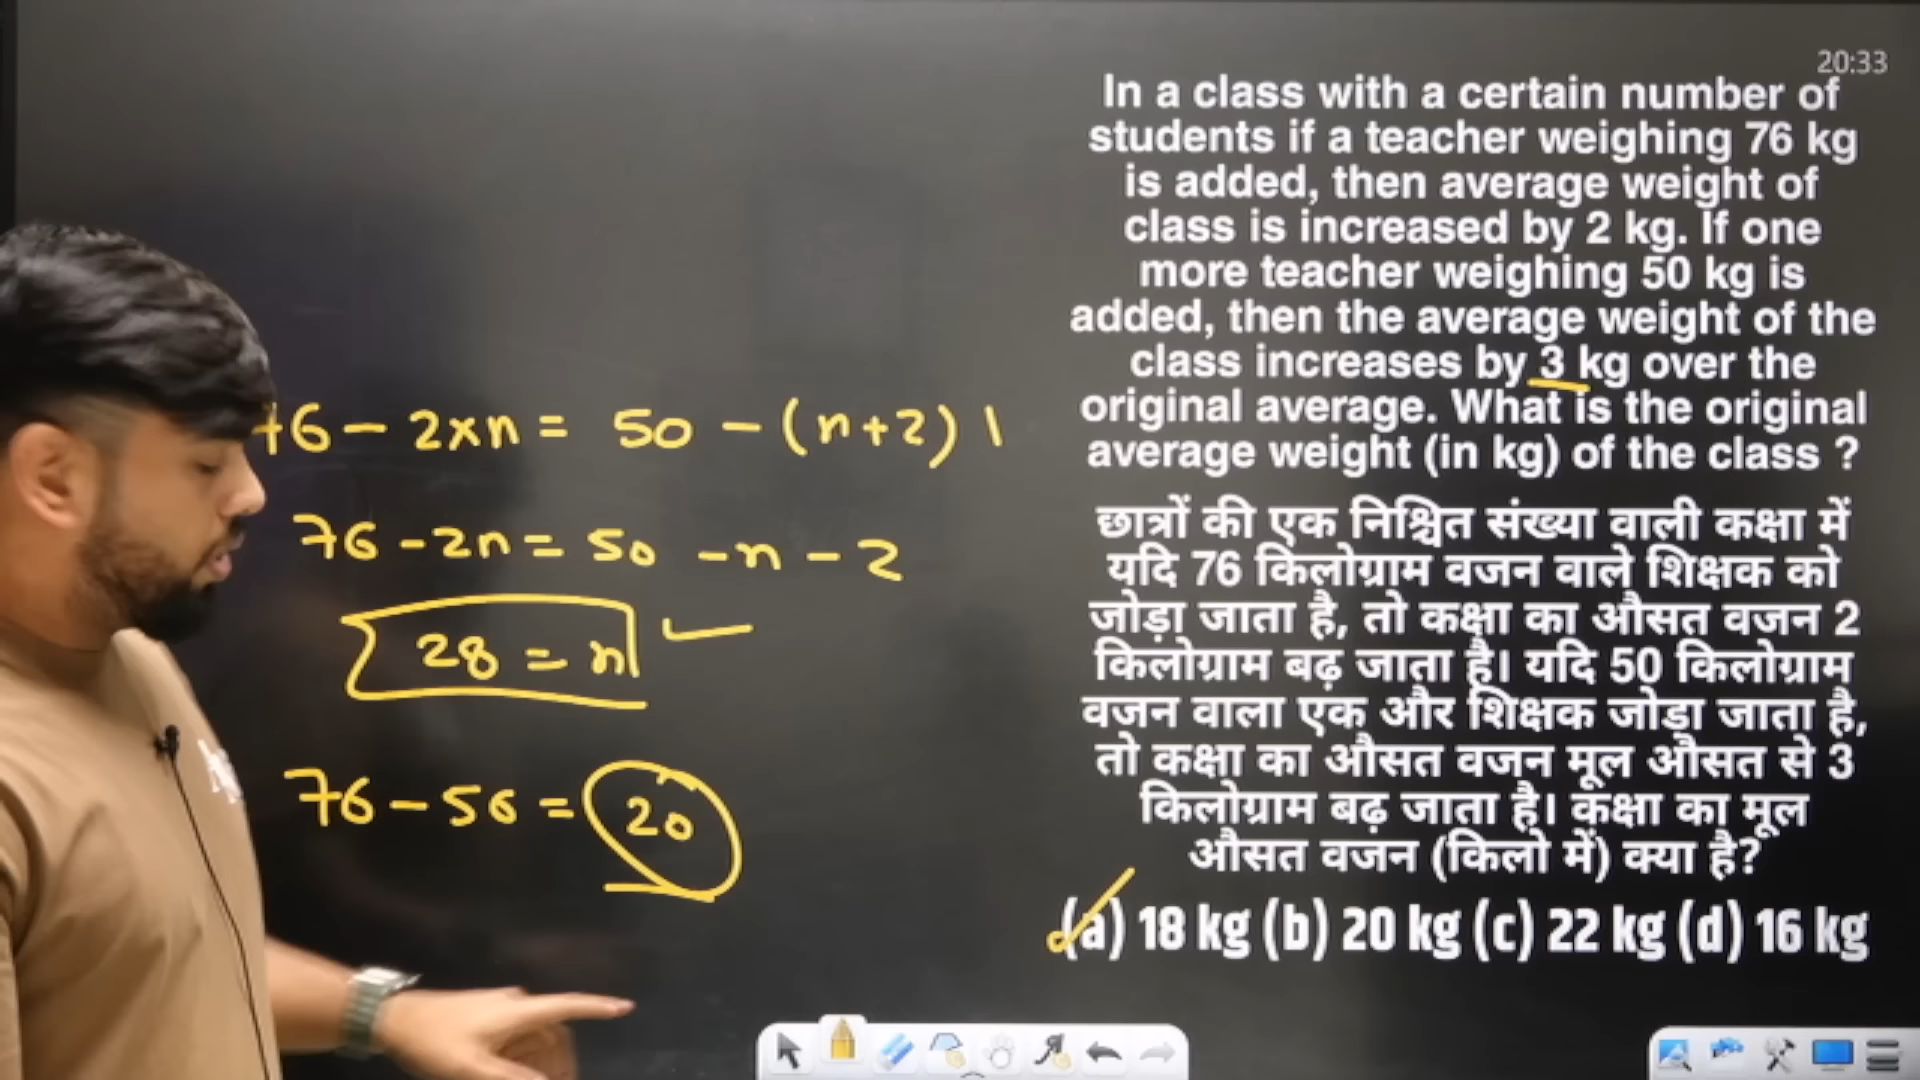 20:33
In a class with a certain number of
students if a teacher weighing 76 kg
is added, then average weight of
class is increased by 2 kg. If one
more teacher weighing 50 kg is
added, then the average weight of the
class increases by 3 kg over the
original average. What is the original
average weight (in kg) of the class ?
छात्रों की एक निश्चित संख्या वाली कक्षा में
यदि 76 किलोग्राम वजन वाले शिक्षक को
जोड़ा जाता है, तो कक्षा का औसत वजन 2
किलोग्राम बढ़ जाता है। यदि 50 किलोग्राम
वजन वाला एक और शिक्षक जोड़ा जाता है,
तो कक्षा का औसत वजन मूल औसत से 3
किलोग्राम बढ़ जाता है। कक्षा का मूल
औसत वजन (किलो में) क्या है?
(a) 18 kg (b) 20 kg (c) 22 kg (d) 16 kg
76 - 2xn = 50 - (n+2) 1
76 - 2n = 50 - n - 2
28 = n
76 - 56 = 20